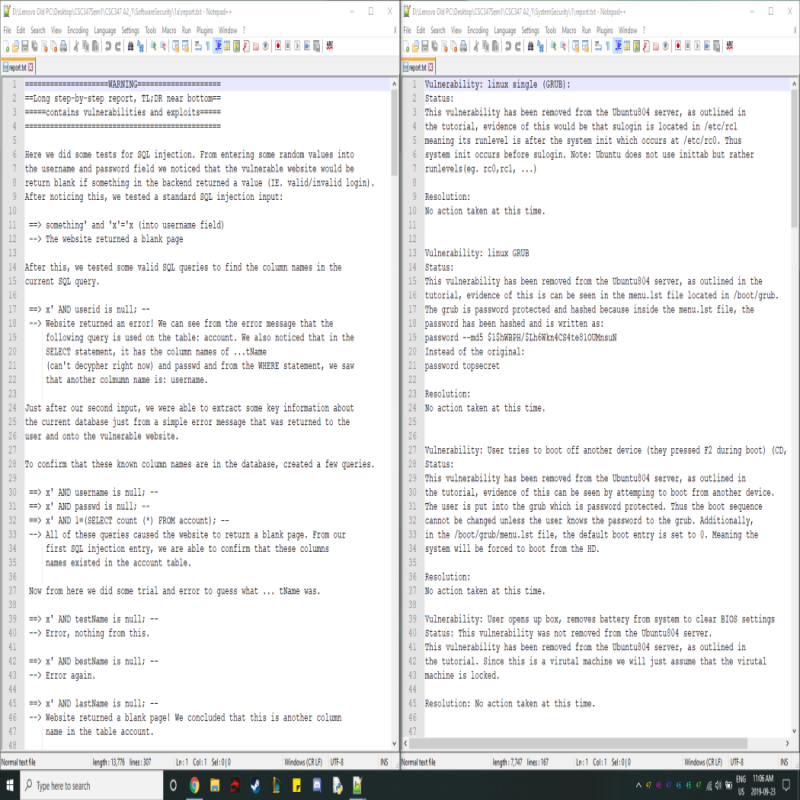 D:\Lenovo Old PC\Desktop\CSC347Sem1\CSC347 A2_1\SoftwareSecurity\1a\report.txt - Notepad++
File Edit Search View Encoding Language Settings Tools Macro Run Plugins Window ?
report.txt
1 ====================WARNING====================
2 ==Long step-by-step report, TL;DR near bottom==
3 =====contains vulnerabilities and exploits=====
4 ===============================================
5
6 Here we did some tests for SQL injection. From entering some random values into
7 the username and password field we noticed that the vulnerable website would be
8 return blank if something in the backend returned a value (IE. valid/invalid login).
9 After noticing this, we tested a standard SQL injection input:
10
11 ==> something' and 'x'='x (into username field)
12 --> The website returned a blank page
13
14 After this, we tested some valid SQL queries to find the column names in the
15 current SQL query.
16
17 ==> x' AND userid is null; --
18 --> Website returned an error! We can see from the error message that the
19 following query is used on the table: account. We also noticed that in the
20 SELECT statement, it has the column names of ...tName
21 (can't decypher right now) and passwd and from the WHERE statement, we saw
22 that another colmumn name is: username.
23
24 Just after our second input, we were able to extract some key information about
25 the current database just from a simple error message that was returned to the
26 user and onto the vulnerable website.
27
28 To confirm that these known column names are in the database, created a few queries.
29
30 ==> x' AND username is null; --
31 ==> x' AND passwd is null; --
32 ==> x' AND 1=(SELECT count (*) FROM account); --
33 --> All of these queries caused the website to return a blank page. From our
34 first SQL injection entry, we are able to confirm that these columns
35 names existed in the account table.
36
37 Now from here we did some trial and error to guess what ... tName was.
38
39 ==> x' AND testName is null; --
40 --> Error, nothing from this.
41
42 ==> x' AND bestName is null; --
43 --> Error again.
44
45 ==> x' AND lastName is null; --
46 --> Website returned a blank page! We concluded that this is another column
47 name in the table account.
48
Normal text file length : 13,776 lines : 307 Ln : 1 Col : 1 Sel : 0 | 0 Windows (CR LF) UTF-8 INS
D:\Lenovo Old PC\Desktop\CSC347Sem1\CSC347 A2_1\SystemSecurity\1\report.txt - Notepad++
File Edit Search View Encoding Language Settings Tools Macro Run Plugins Window ?
report.txt
1 Vulnerability: linux single (GRUB):
2 Status:
3 This vulnerability has been removed from the Ubuntu804 server, as outlined in
4 the tutorial, evidence of this would be that sulogin is located in /etc/rc1
5 meaning its runlevel is after the system init which occurs at /etc/rc0. Thus
6 system init occurs before sulogin. Note: Ubuntu does not use inittab but rather
7 runlevels(eg. rc0,rc1, ...)
8
9 Resolution:
10 No action taken at this time.
11
12
13 Vulnerability: linux GRUB
14 Status:
15 This vulnerability has been removed from the Ubuntu804 server, as outlined in the
16 tutorial, evidence of this is can be seen in the menu.lst file located in /boot/grub.
17 The grub is password protected and hashed because inside the menu.lst file, the
18 password has been hashed and is written as:
19 password --md5
20 Instead of the original:
21 password topsecret
22
23 Resolution:
24 No action taken at this time.
25
26
27 Vulnerability: User tries to boot off another device (they pressed F2 during boot) (CD,
28 Status:
29 This vulnerability has been removed from the Ubuntu804 server, as outlined in
30 the tutorial, evidence of this can be seen by attemping to boot from another device.
31 The user is put into the grub which is password protected. Thus the boot sequence
32 cannot be changed unless the user knows the password to the grub. Additionally,
33 in the /boot/grub/menu.lst file, the default boot entry is set to 0. Meaning the
34 system will be forced to boot from the HD.
35
36 Resolution:
37 No action taken at this time.
38
39 Vulnerability: User opens up box, removes battery from system to clear BIOS settings
40 Status: This vulnerability was not removed from the Ubuntu804 server.
41 This vulnerability has been removed from the Ubuntu804 server, as outlined in
42 the tutorial. Since this is a virutal machine we will just assume that the virutal
43 machine is locked.
44
45 Resolution: No action taken at this time.
46
47
Normal text file length : 7,747 lines : 167 Ln : 1 Col : 1 Sel : 0 | 0 Windows (CR LF) UTF-8 INS
Type here to search
ENG US
11:06 AM
2019-09-23